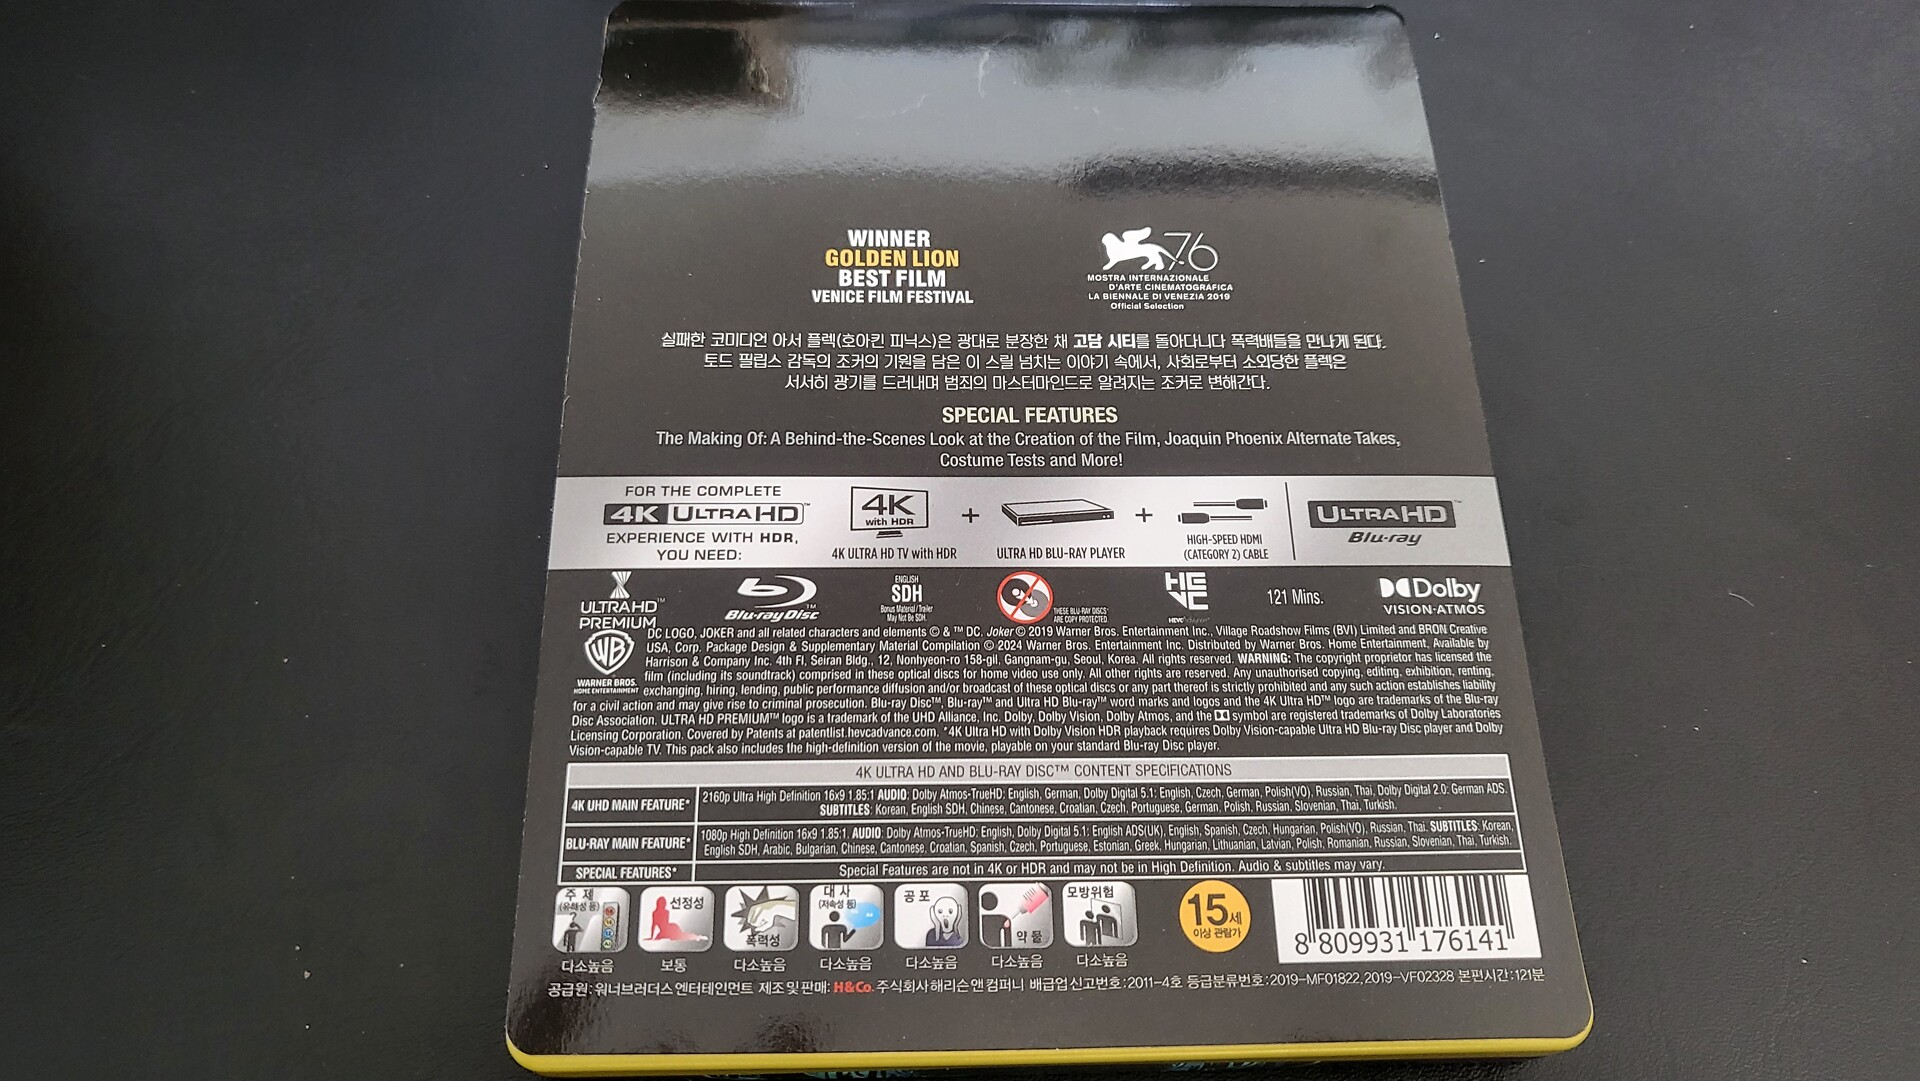 WINNER
GOLDEN LION
BEST FILM
VENICE FILM FESTIVAL
76
MOSTRA INTERNAZIONALE
D'ARTE CINEMATOGRAFICA
LA BIENNALE DI VENEZIA 2019
Official Selection
실패한 코미디언 아서 플렉(호아킨 피닉스)은 광대로 분장한 채 고담 시티를 돌아다니다 폭력배들을 만나게 된다.
토드 필립스 감독의 조커의 기원을 담은 이 스릴 넘치는 이야기 속에서, 사회로부터 소외당한 플렉은
서서히 광기를 드러내며 범죄의 마스터마인드로 알려지는 조커로 변해간다.
SPECIAL FEATURES
The Making Of: A Behind-the-Scenes Look at the Creation of the Film, Joaquin Phoenix Alternate Takes,
Costume Tests and More!
FOR THE COMPLETE
4K ULTRA HD™
EXPERIENCE WITH HDR,
YOU NEED:
4K
with HDR
4K ULTRA HD TV with HDR
+
ULTRA HD BLU-RAY PLAYER
+
HIGH-SPEED HDMI
(CATEGORY 2) CABLE
ULTRA HD™
Blu-ray
ULTRA HD™
PREMIUM
Blu-ray Disc™
ENGLISH
SDH
Bonus Material/Trailer
May Not Be SDH.
THESE BLU-RAY DISCS™
ARE COPY PROTECTED.
HEVC
121 Mins.
Dolby
VISION·ATMOS
WB
WARNER BROS.
HOME ENTERTAINMENT
DC LOGO, JOKER and all related characters and elements © & ™ DC. Joker © 2019 Warner Bros. Entertainment Inc., Village Roadshow Films (BVI) Limited and BRON Creative
USA, Corp. Package Design & Supplementary Material Compilation © 2024 Warner Bros. Entertainment Inc. Distributed by Warner Bros. Home Entertainment, Available by
Harrison & Company Inc. 4th Fl, Seiran Bldg., 12, Nonhyeon-ro 158-gil, Gangnam-gu, Seoul, Korea. All rights reserved. WARNING: The copyright proprietor has licensed the
film (including its soundtrack) comprised in these optical discs for home video use only. All other rights are reserved. Any unauthorised copying, editing, exhibition, renting,
exchanging, hiring, lending, public performance diffusion and/or broadcast of these optical discs or any part thereof is strictly prohibited and any such action establishes liability
for a civil action and may give rise to criminal prosecution. Blu-ray Disc™, Blu-ray™ and Ultra HD Blu-ray™ word marks and logos and the 4K Ultra HD™ logo are trademarks of the Blu-ray
Disc Association. ULTRA HD PREMIUM™ logo is a trademark of the UHD Alliance, Inc. Dolby, Dolby Vision, Dolby Atmos, and the symbol are registered trademarks of Dolby Laboratories
Licensing Corporation. Covered by Patents at patentlist.hevcadvance.com. *4K Ultra HD with Dolby Vision HDR playback requires Dolby Vision-capable Ultra HD Blu-ray Disc player and Dolby
Vision-capable TV. This pack also includes the high-definition version of the movie, playable on your standard Blu-ray Disc player.
4K ULTRA HD AND BLU-RAY DISC™ CONTENT SPECIFICATIONS
4K UHD MAIN FEATURE*
2160p Ultra High Definition 16x9 1.85:1 AUDIO: Dolby Atmos-TrueHD: English, German, Dolby Digital 5.1: English, Czech, German, Polish(VO), Russian, Thai, Dolby Digital 2.0: German ADS.
SUBTITLES: Korean, English SDH, Chinese, Cantonese, Croatian, Czech, Portuguese, German, Polish, Russian, Slovenian, Thai, Turkish.
BLU-RAY MAIN FEATURE*
1080p High Definition 16x9 1.85:1. AUDIO: Dolby Atmos-TrueHD: English, Dolby Digital 5.1: English ADS(UK), English, Spanish, Czech, Hungarian, Polish(VO), Russian, Thai. SUBTITLES: Korean,
English SDH, Arabic, Bulgarian, Chinese, Cantonese, Croatian, Spanish, Czech, Portuguese, Estonian, Greek, Hungarian, Lithuanian, Latvian, Polish, Romanian, Russian, Slovenian, Thai, Turkish.
SPECIAL FEATURES*
Special Features are not in 4K or HDR and may not be in High Definition. Audio & subtitles may vary.
주 제
(유해성 등)
다소높음
선정성
보통
폭력성
다소높음
대 사
(저속성 등)
다소높음
공 포
다소높음
약 물
다소높음
모방위험
다소높음
15세
이상 관람가
8 809931 176141
공급원: 워너브러더스 엔터테인먼트 제조 및 판매: H&Co. 주식회사 해리슨 앤 컴퍼니 배급업 신고번호: 2011-4호 등급분류번호: 2019-MF01822, 2019-VF02328 본편시간: 121분